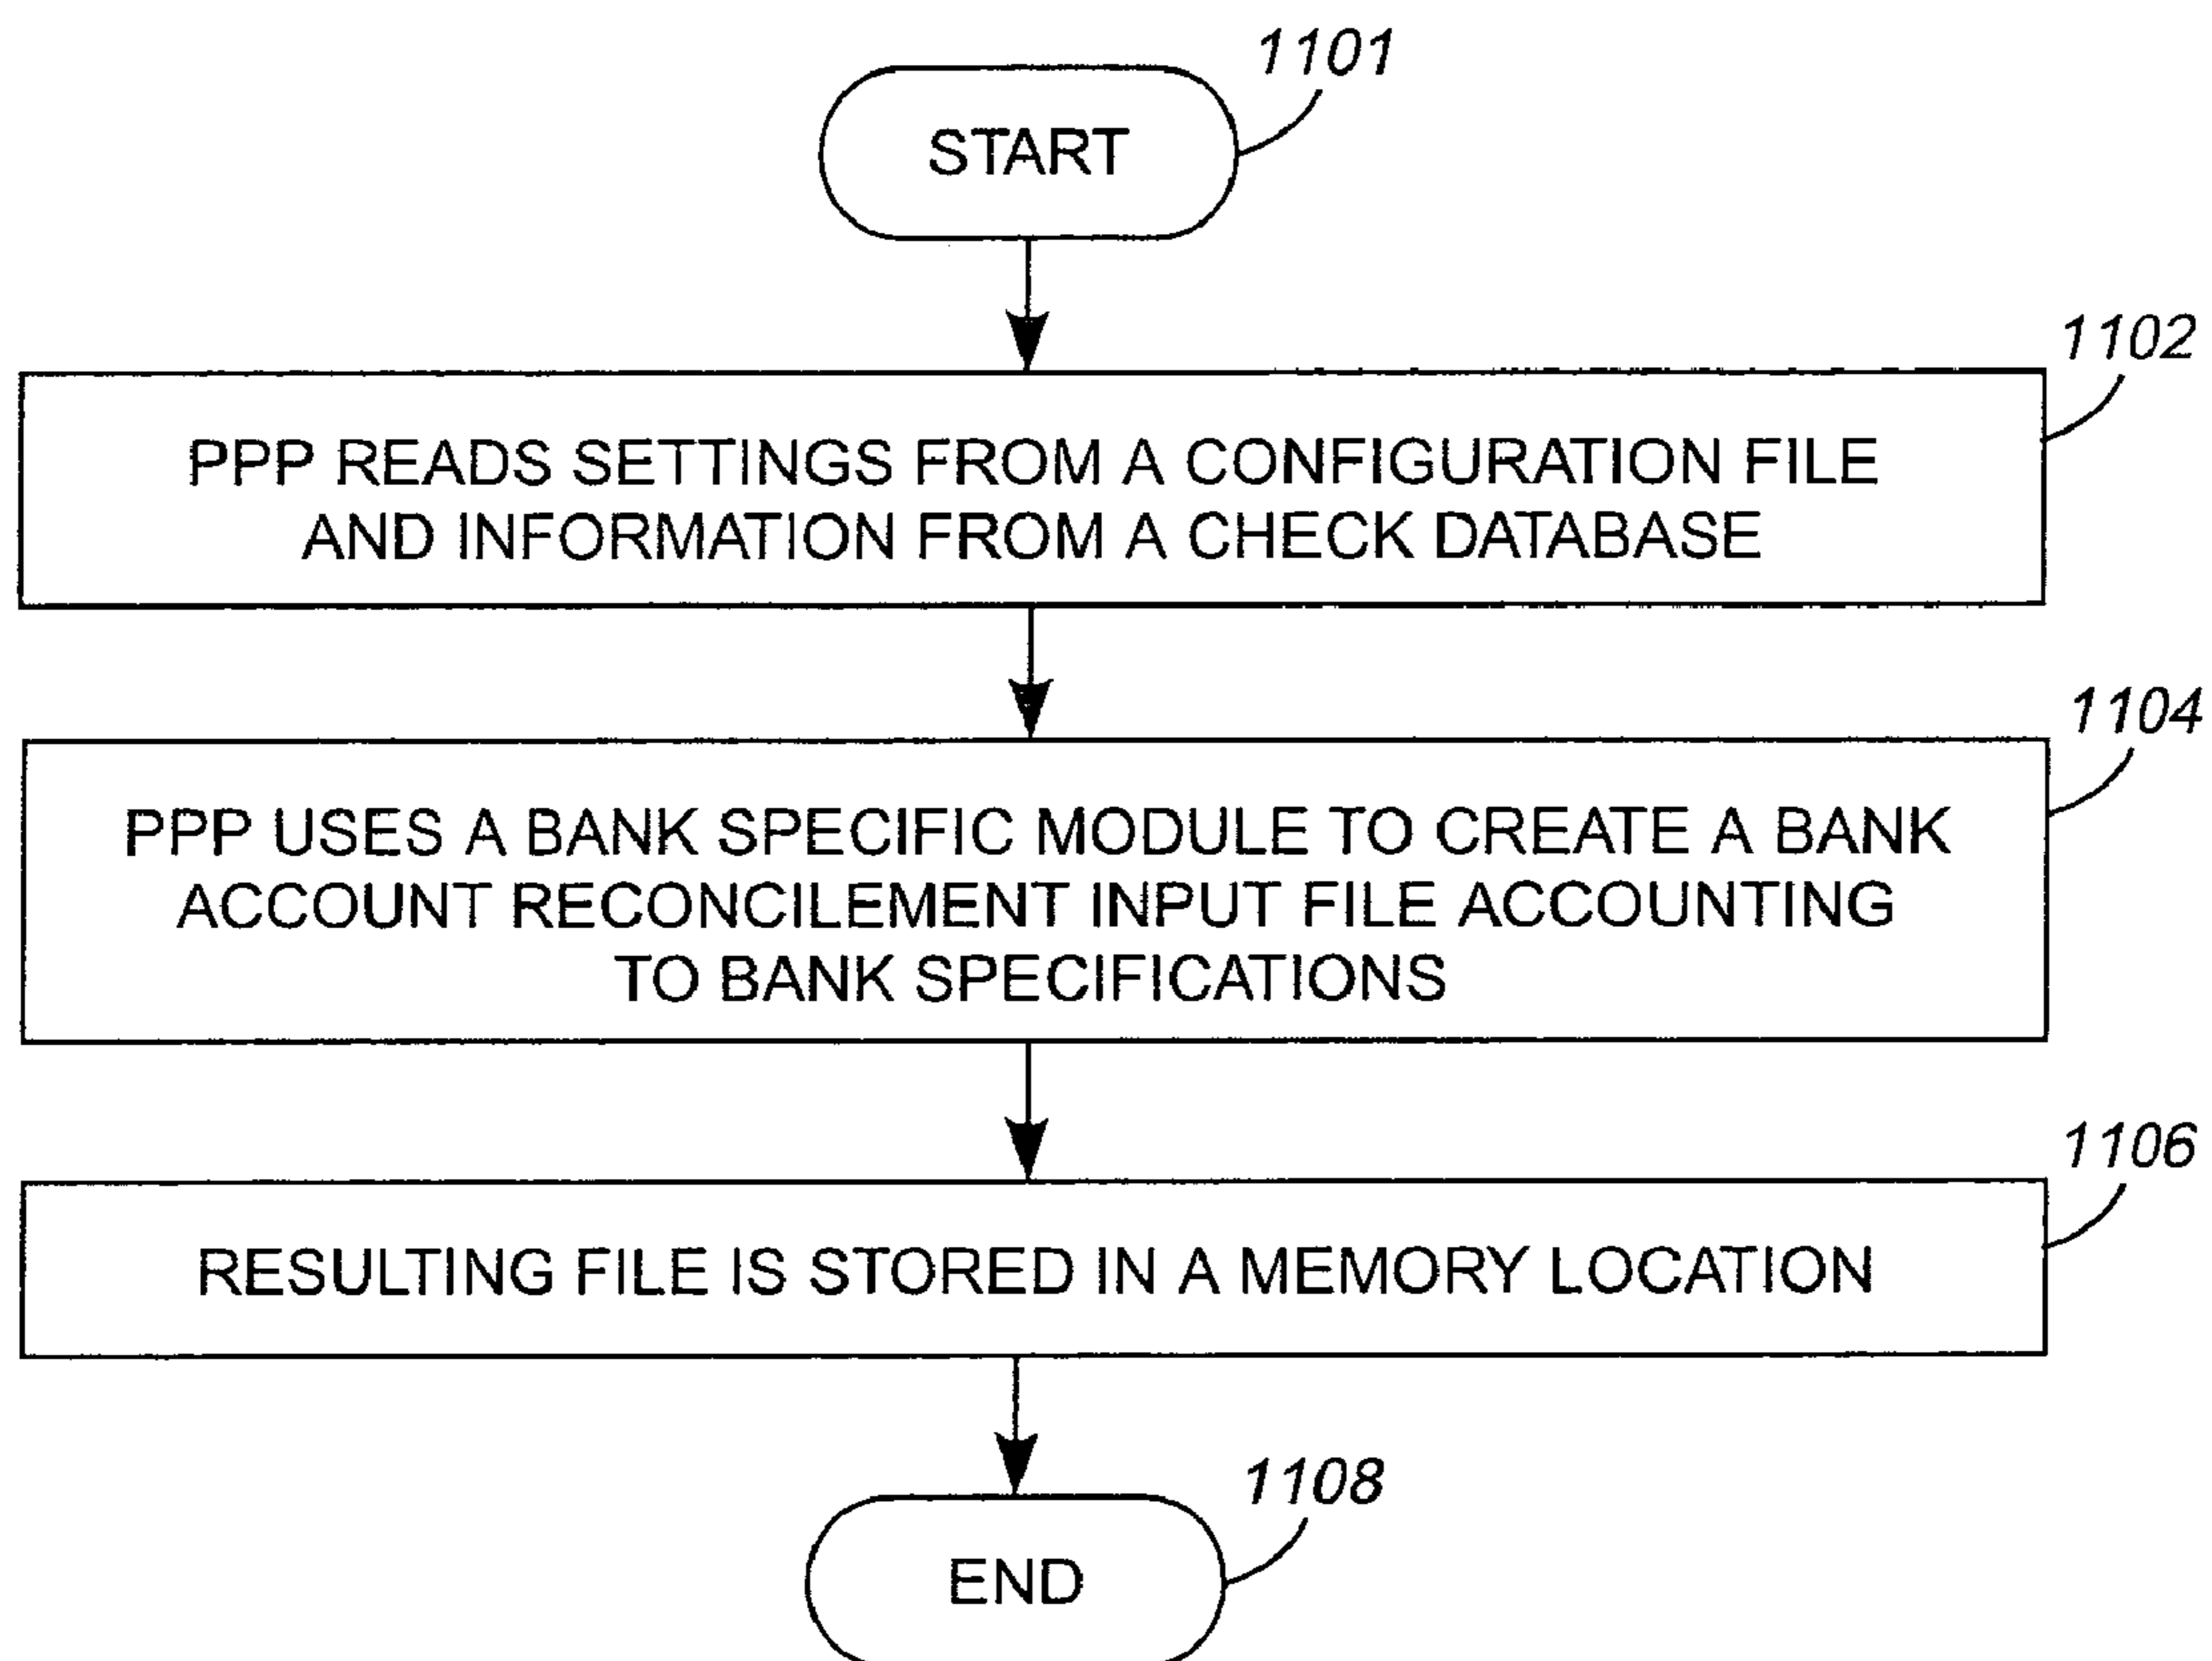 1101
START
1102
PPP READS SETTINGS FROM A CONFIGURATION FILE
AND INFORMATION FROM A CHECK DATABASE
1104
PPP USES A BANK SPECIFIC MODULE TO CREATE A BANK
ACCOUNT RECONCILEMENT INPUT FILE ACCOUNTING
TO BANK SPECIFICATIONS
1106
RESULTING FILE IS STORED IN A MEMORY LOCATION
1108
END